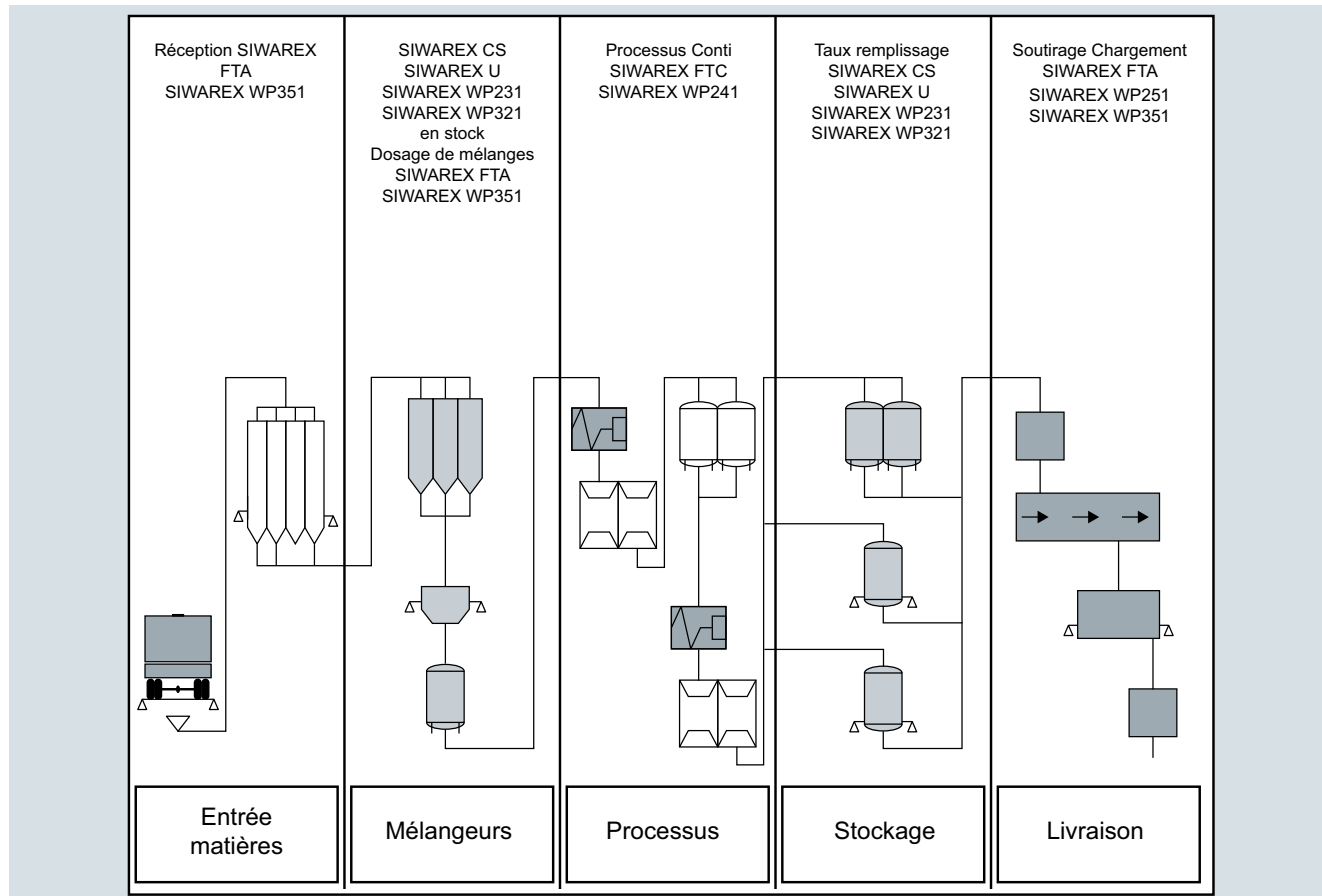 Réception SIWAREX
FTA
SIWAREX WP351
SIWAREX CS
SIWAREX U
SIWAREX WP231
SIWAREX WP321
en stock
Dosage de mélanges
SIWAREX FTA
SIWAREX WP351
Processus Conti
SIWAREX FTC
SIWAREX WP241
Taux remplissage
SIWAREX CS
SIWAREX U
SIWAREX WP231
SIWAREX WP321
Soutirage Chargement
SIWAREX FTA
SIWAREX WP251
SIWAREX WP351
Entrée
matières
Mélangeurs
Processus
Stockage
Livraison